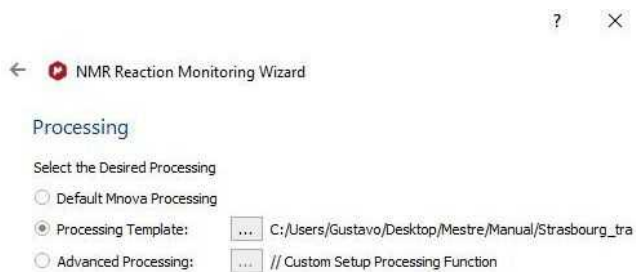 ?
NMR Reaction Monitoring Wizard
Processing
Select the Desired Processing
Default Mnova Processing
Processing Template: ... C:/Users/Gustavo/Desktop/Mestre/Manual/Strasbourg_tra
Advanced Processing: ... // Custom Setup Processing Function